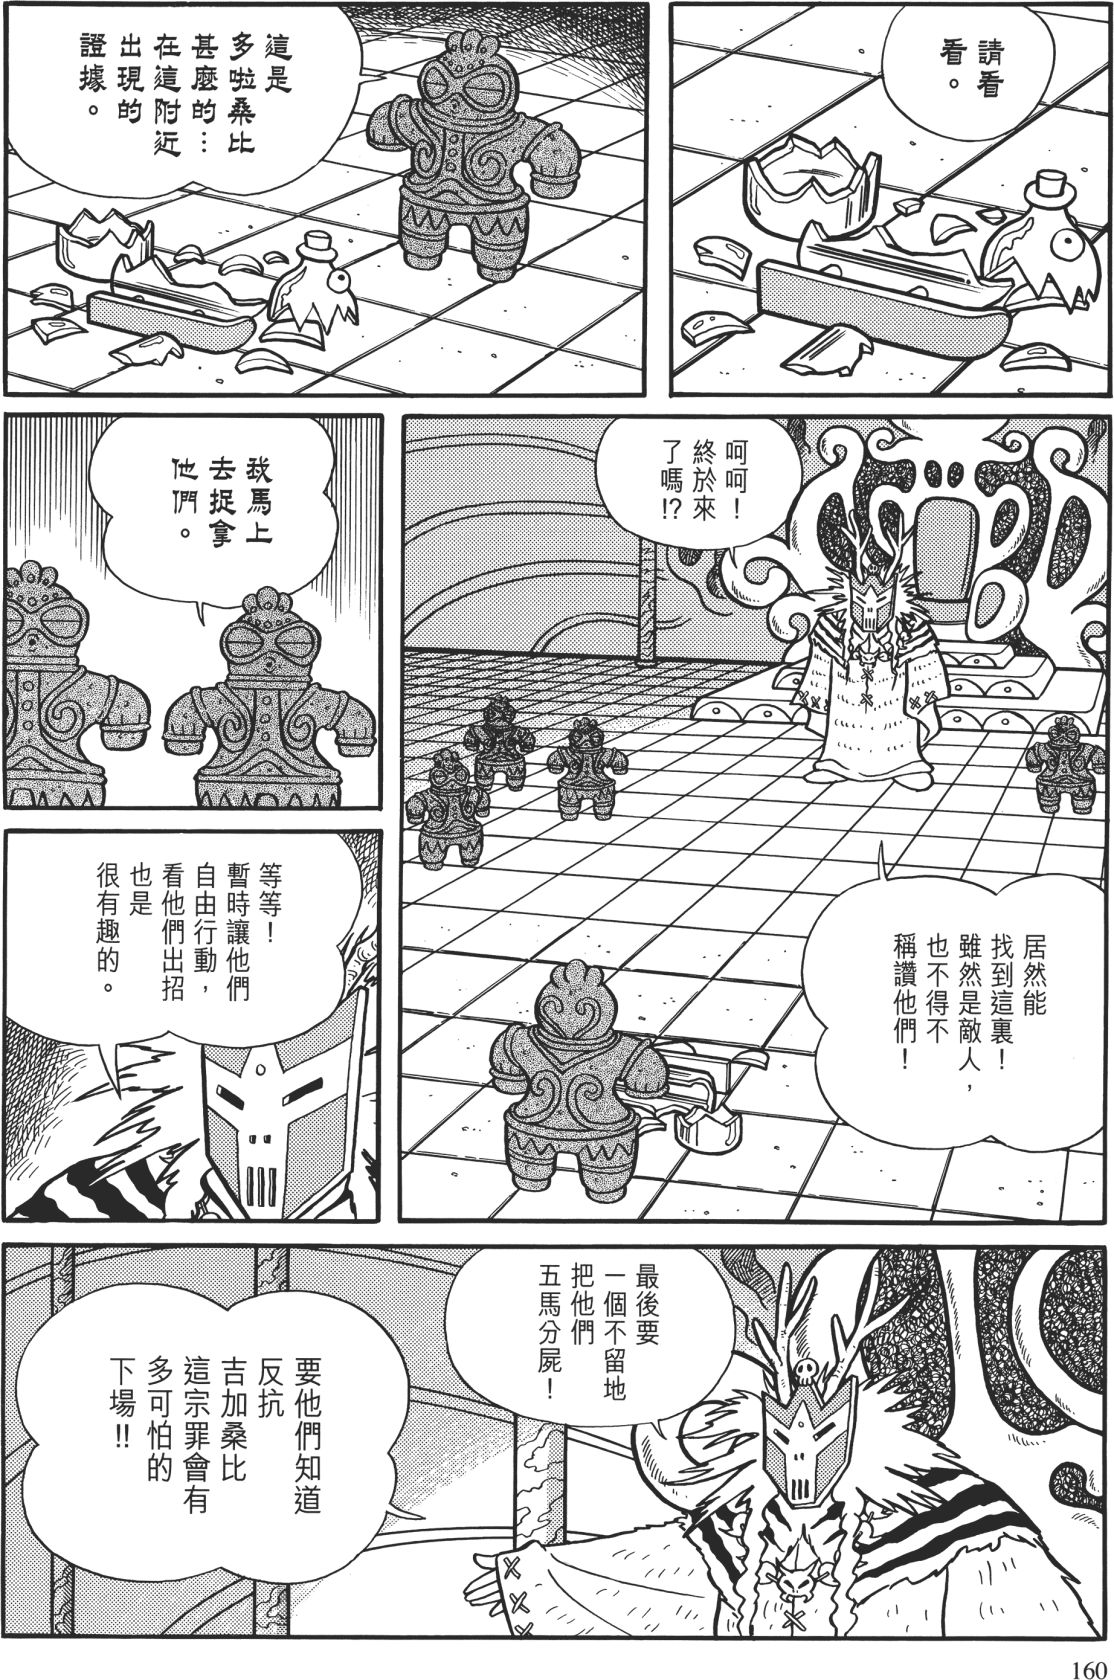 請看
看。
這是
多啦桑比
甚麼的…
在這附近
出現的
證據。
呵呵！
終於來
了嗎!?
居然能
找到這裏！
雖然是敵人，
也不得不
稱讚他們！
我馬上
去捉拿
他們。
等等！
暫時讓他們
自由行動，
看他們出招
也是
很有趣的。
最後要
一個不留地
把他們
五馬分屍！
要他們知道
反抗
吉加桑比
這宗罪會有
多可怕的
下場!!
160